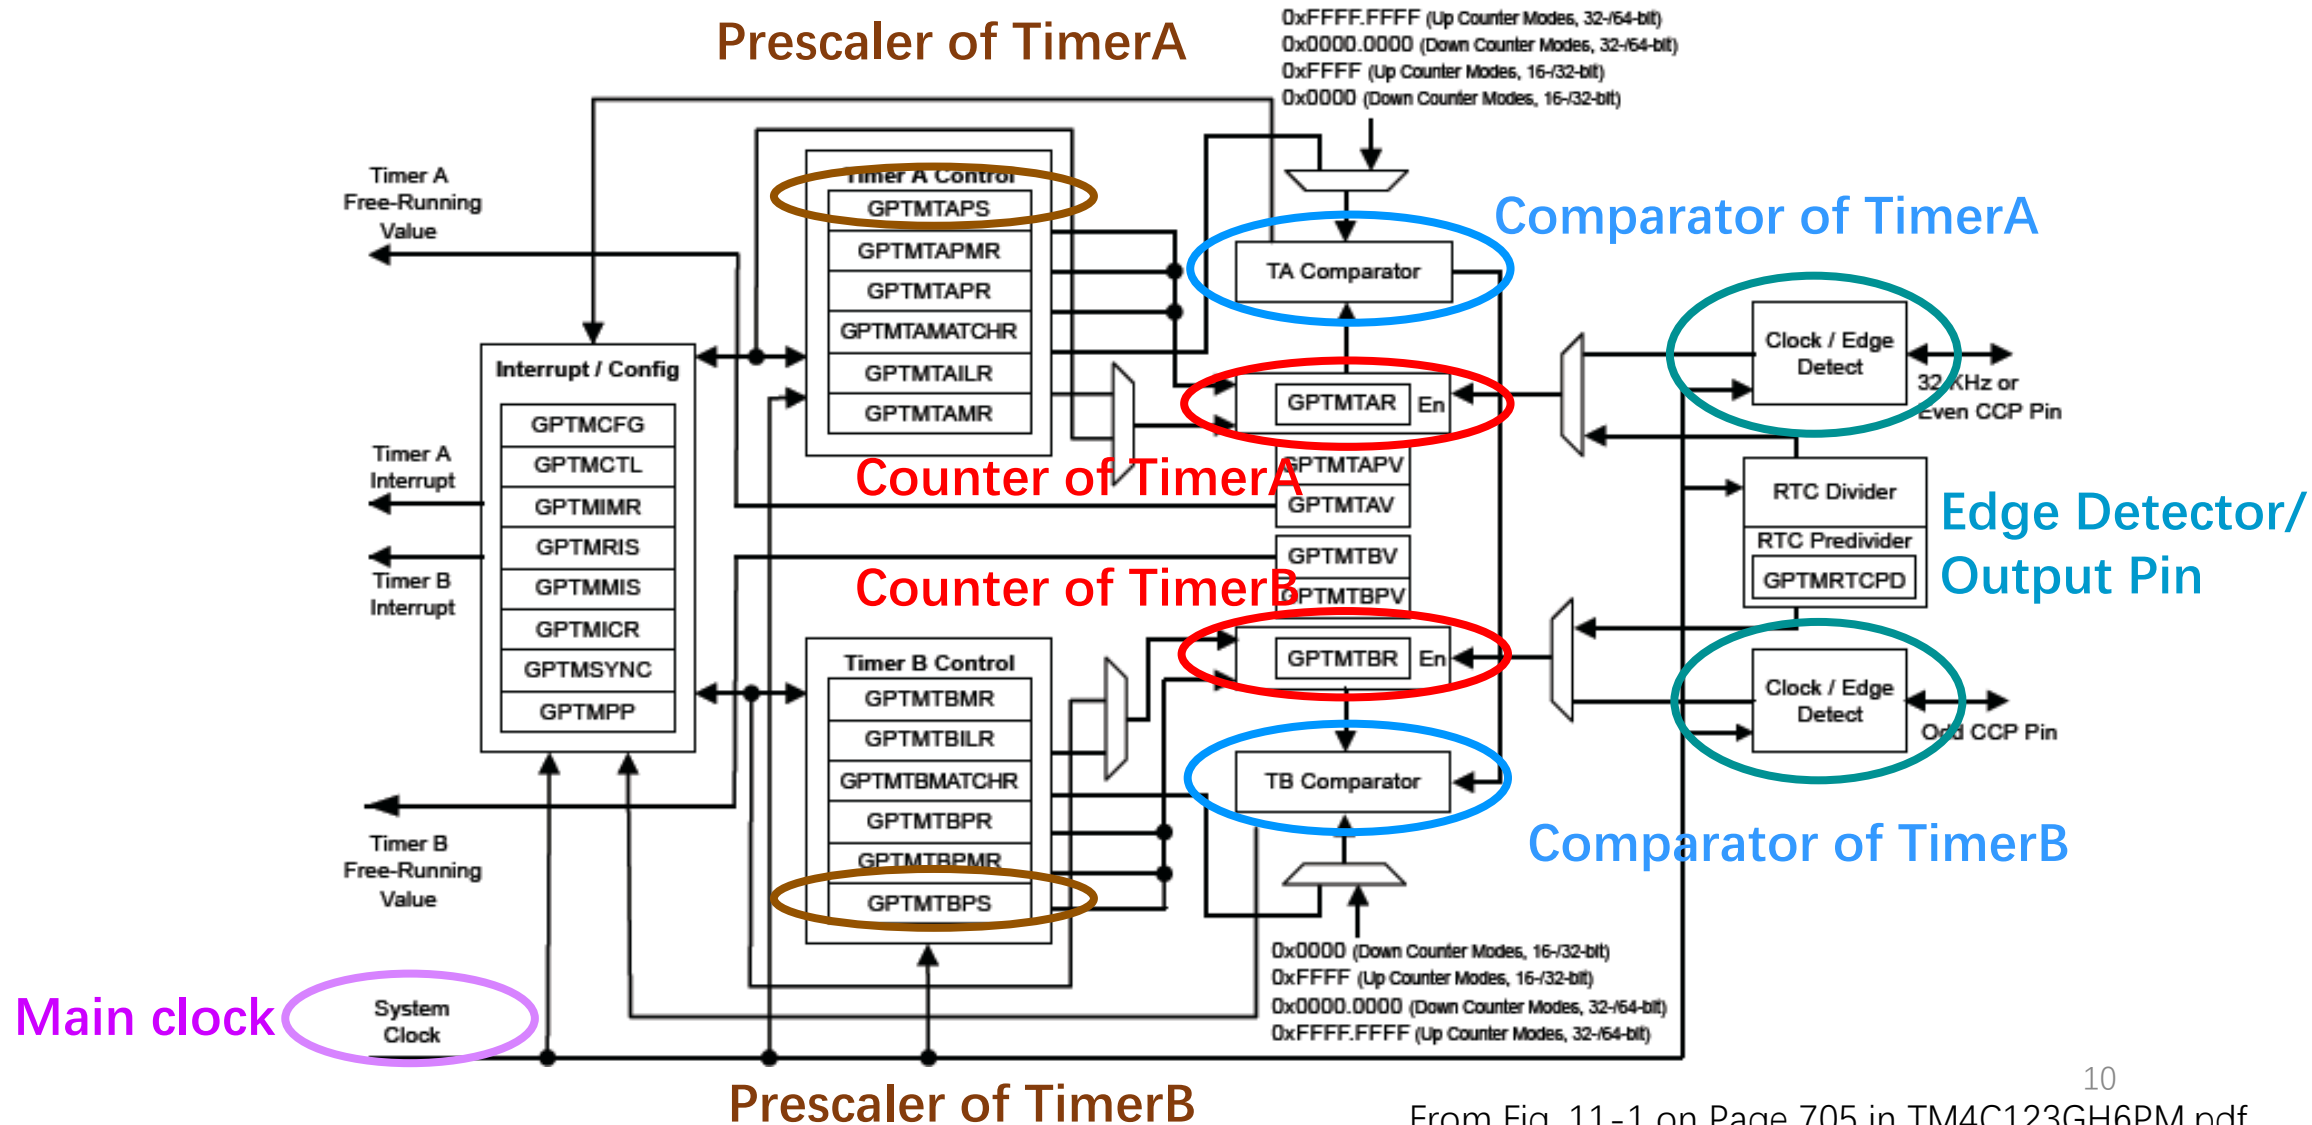 Prescaler of TimerA
0xFFFF.FFFF (Up Counter Modes, 32-/64-bit)
0x0000.0000 (Down Counter Modes, 32-/64-bit)
0xFFFF (Up Counter Modes, 16-/32-bit)
0x0000 (Down Counter Modes, 16-/32-bit)
Timer A
Free-Running
Value
Timer A Control
GPTMTAPS
GPTMTAPMR
GPTMTAPR
GPTMTAMATCHR
GPTMTAILR
GPTMTAMR
Comparator of TimerA
TA Comparator
Clock / Edge
Detect
32 KHz or
Even CCP Pin
Interrupt / Config
GPTMCFG
GPTMCTL
GPTMIMR
GPTMRIS
GPTMMIS
GPTMICR
GPTMSYNC
GPTMPP
GPTMTAR
En
Timer A
Interrupt
Counter of TimerA
GPTMTAPV
GPTMTAV
RTC Divider
RTC Predivider
GPTMRTCPD
Edge Detector/
Output Pin
Timer B
Interrupt
Counter of TimerB
GPTMTBV
GPTMTBPV
GPTMTBR
En
Timer B Control
GPTMTBMR
GPTMTBILR
GPTMTBMATCHR
GPTMTBPR
GPTMTBPMR
GPTMTBPS
Clock / Edge
Detect
Odd CCP Pin
TB Comparator
Comparator of TimerB
Timer B
Free-Running
Value
0x0000 (Down Counter Modes, 16-/32-bit)
0xFFFF (Up Counter Modes, 16-/32-bit)
0x0000.0000 (Down Counter Modes, 32-/64-bit)
0xFFFF.FFFF (Up Counter Modes, 32-/64-bit)
Main clock
System
Clock
Prescaler of TimerB
10
From Fig. 11-1 on Page 705 in TM4C123GH6PM.pdf